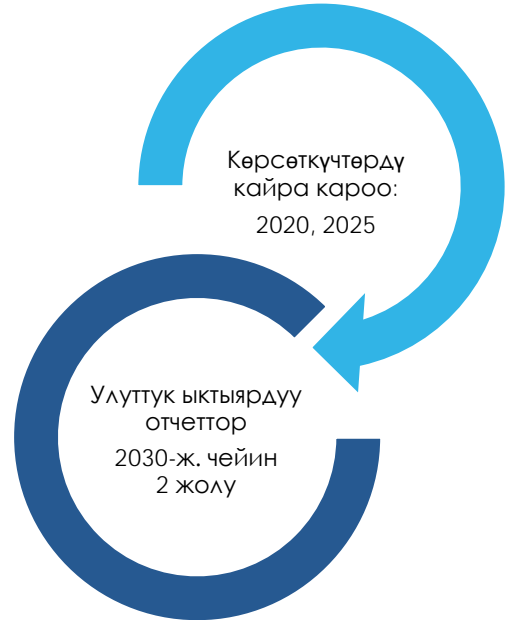 Көрсөткүчтөрдү
кайра кароо:
2020, 2025
Улуттук ыктыярдуу
отчеттор
2030-ж. чейин
2 жолу